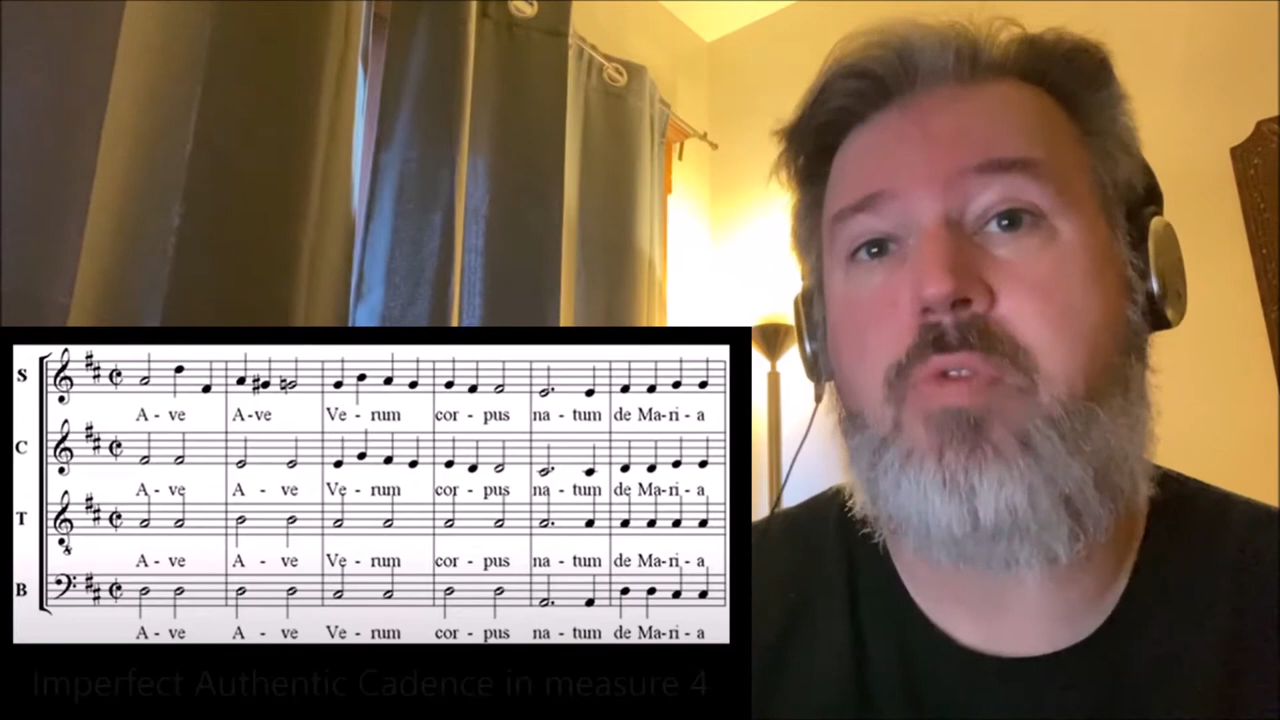 S
A - ve A-ve Ve - rum cor - pus na - tum de Ma-ri - a
C
A - ve A - ve Ve - rum cor - pus na - tum de Ma-ri - a
T
8
A - ve A - ve Ve - rum cor - pus na - tum de Ma-ri - a
B
A - ve A - ve Ve - rum cor - pus na - tum de Ma-ri - a
Imperfect Authentic Cadence in measure 4